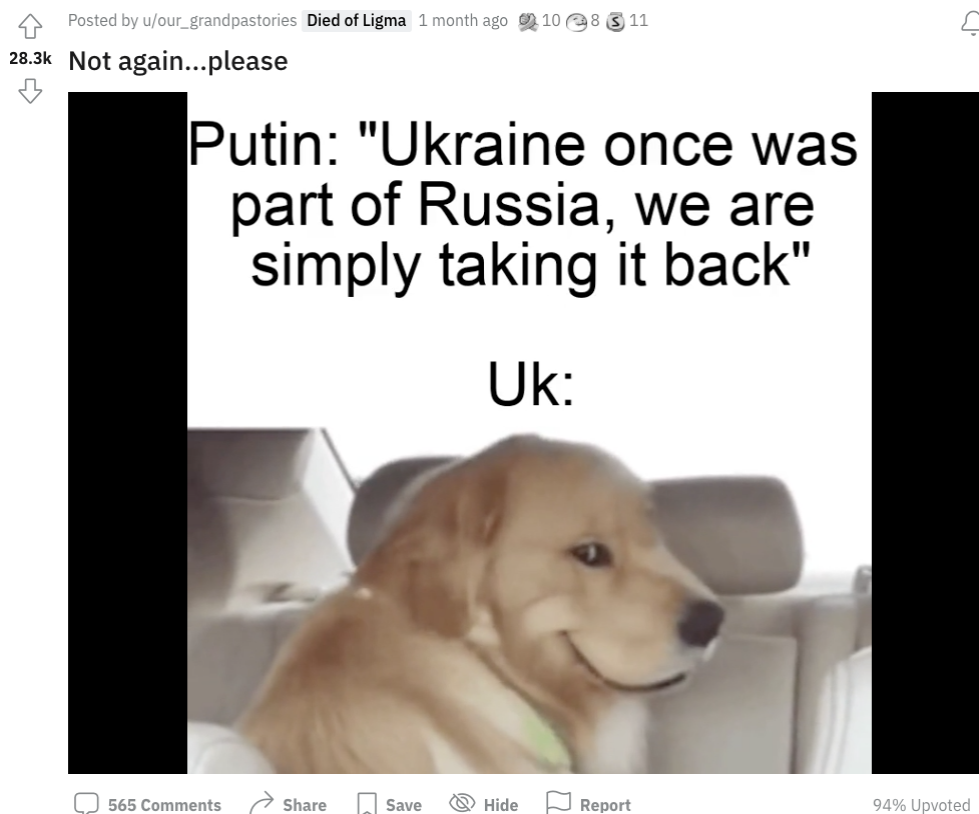 Posted by u/our_grandpastories Died of Ligma 1 month ago 10 8 11
28.3k
Not again...please
Putin: "Ukraine once was
part of Russia, we are
simply taking it back"
Uk:
565 Comments Share Save Hide Report 94% Upvoted